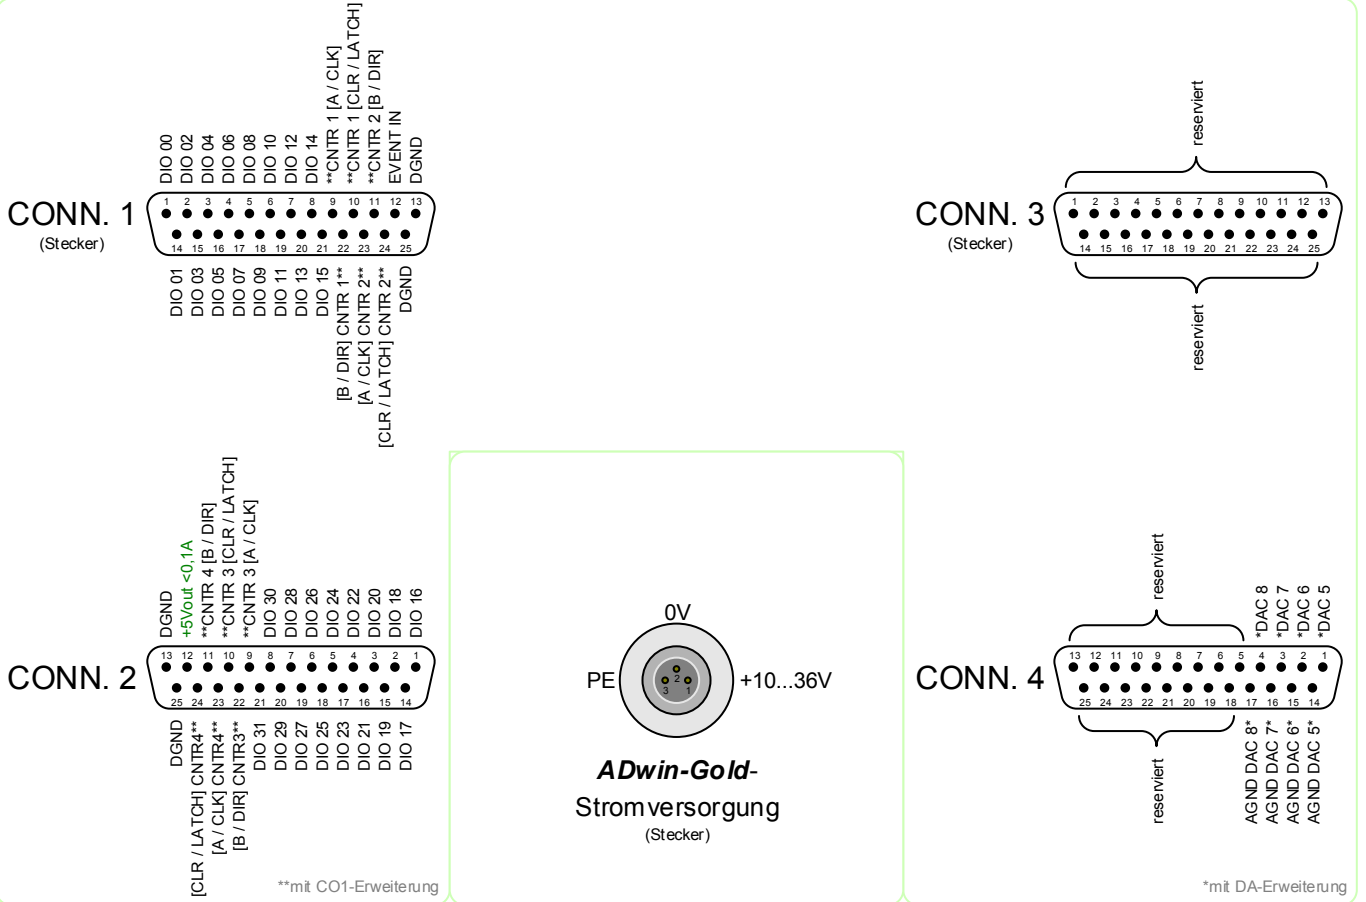 DIO 00
DIO 02
DIO 04
DIO 06
DIO 08
DIO 10
DIO 12
DIO 14
**CNTR 1 [A / CLK]
**CNTR 1 [CLR / LATCH]
**CNTR 2 [B / DIR]
EVENT IN
DGND
CONN. 1
(Stecker)
1 2 3 4 5 6 7 8 9 10 11 12 13
14 15 16 17 18 19 20 21 22 23 24 25
DIO 01
DIO 03
DIO 05
DIO 07
DIO 09
DIO 11
DIO 13
DIO 15
[B / DIR] CNTR 1**
[A / CLK] CNTR 2**
[CLR / LATCH] CNTR 2**
DGND
reserviert
CONN. 3
(Stecker)
1 2 3 4 5 6 7 8 9 10 11 12 13
14 15 16 17 18 19 20 21 22 23 24 25
reserviert
DGND
+5Vout <0,1A
**CNTR 4 [B / DIR]
**CNTR 3 [CLR / LATCH]
**CNTR 3 [A / CLK]
DIO 30
DIO 28
DIO 26
DIO 24
DIO 22
DIO 20
DIO 18
DIO 16
CONN. 2
13 12 11 10 9 8 7 6 5 4 3 2 1
25 24 23 22 21 20 19 18 17 16 15 14
DGND
[CLR / LATCH] CNTR4**
[A / CLK] CNTR4**
[B / DIR] CNTR3**
DIO 31
DIO 29
DIO 27
DIO 25
DIO 23
DIO 21
DIO 19
DIO 17
**mit CO1-Erweiterung
0V
PE
+10...36V
2
3 1
ADwin-Gold-
Stromversorgung
(Stecker)
reserviert
*DAC 8
*DAC 7
*DAC 6
*DAC 5
CONN. 4
13 12 11 10 9 8 7 6 5 4 3 2 1
25 24 23 22 21 20 19 18 17 16 15 14
reserviert
AGND DAC 8*
AGND DAC 7*
AGND DAC 6*
AGND DAC 5*
*mit DA-Erweiterung